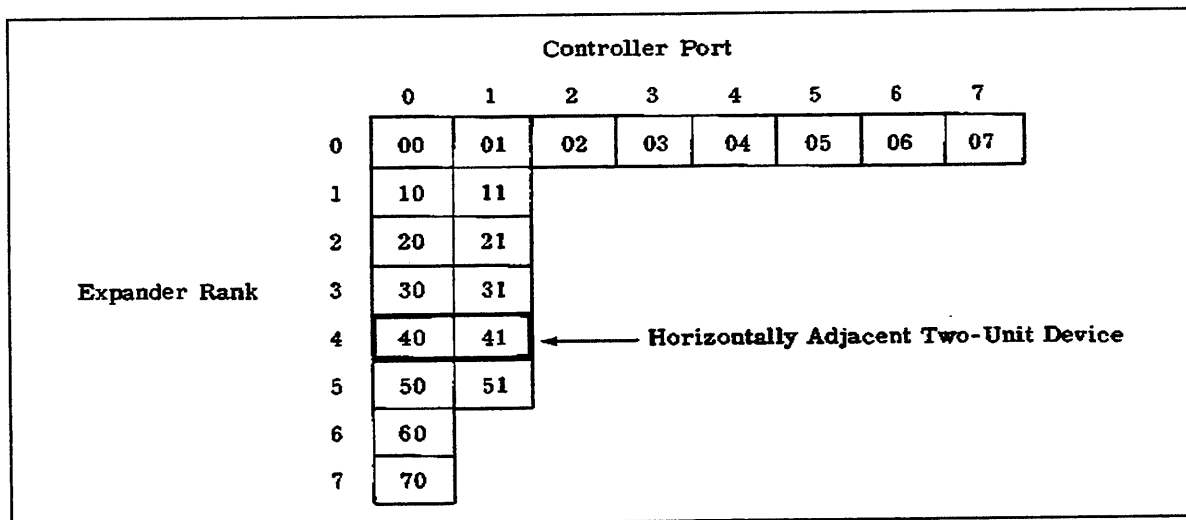 Controller Port
0 1 2 3 4 5 6 7
0 00 01 02 03 04 05 06 07
1 10 11
2 20 21
Expander Rank 3 30 31
4 40 41 Horizontally Adjacent Two-Unit Device
5 50 51
6 60
7 70